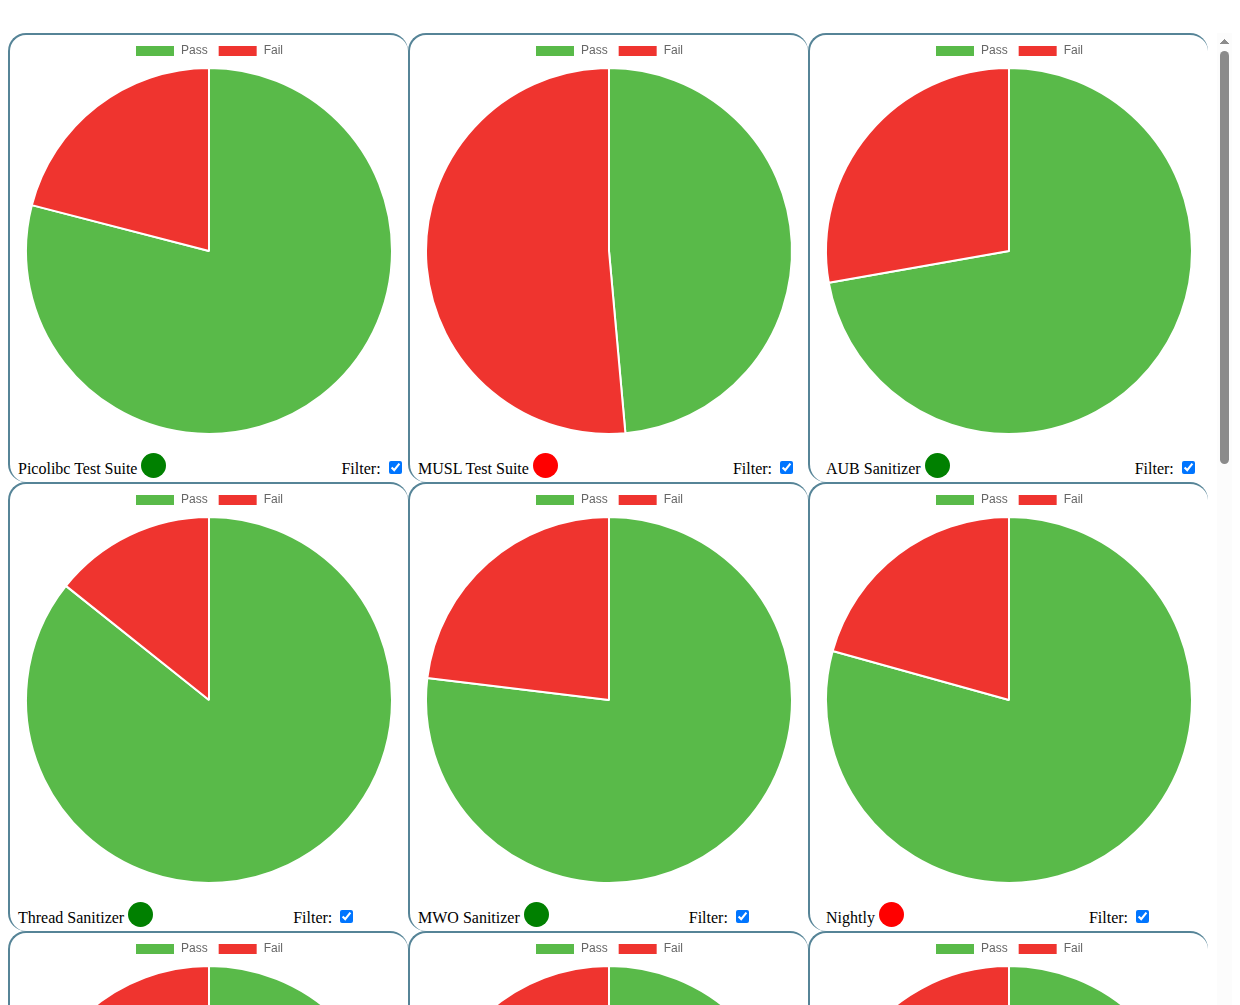 Pass Fail
Pass Fail
Pass Fail
Picolibc Test Suite Filter:
MUSL Test Suite Filter:
AUB Sanitizer Filter:
Pass Fail
Pass Fail
Pass Fail
Thread Sanitizer Filter:
MWO Sanitizer Filter:
Nightly Filter:
Pass Fail
Pass Fail
Pass Fail